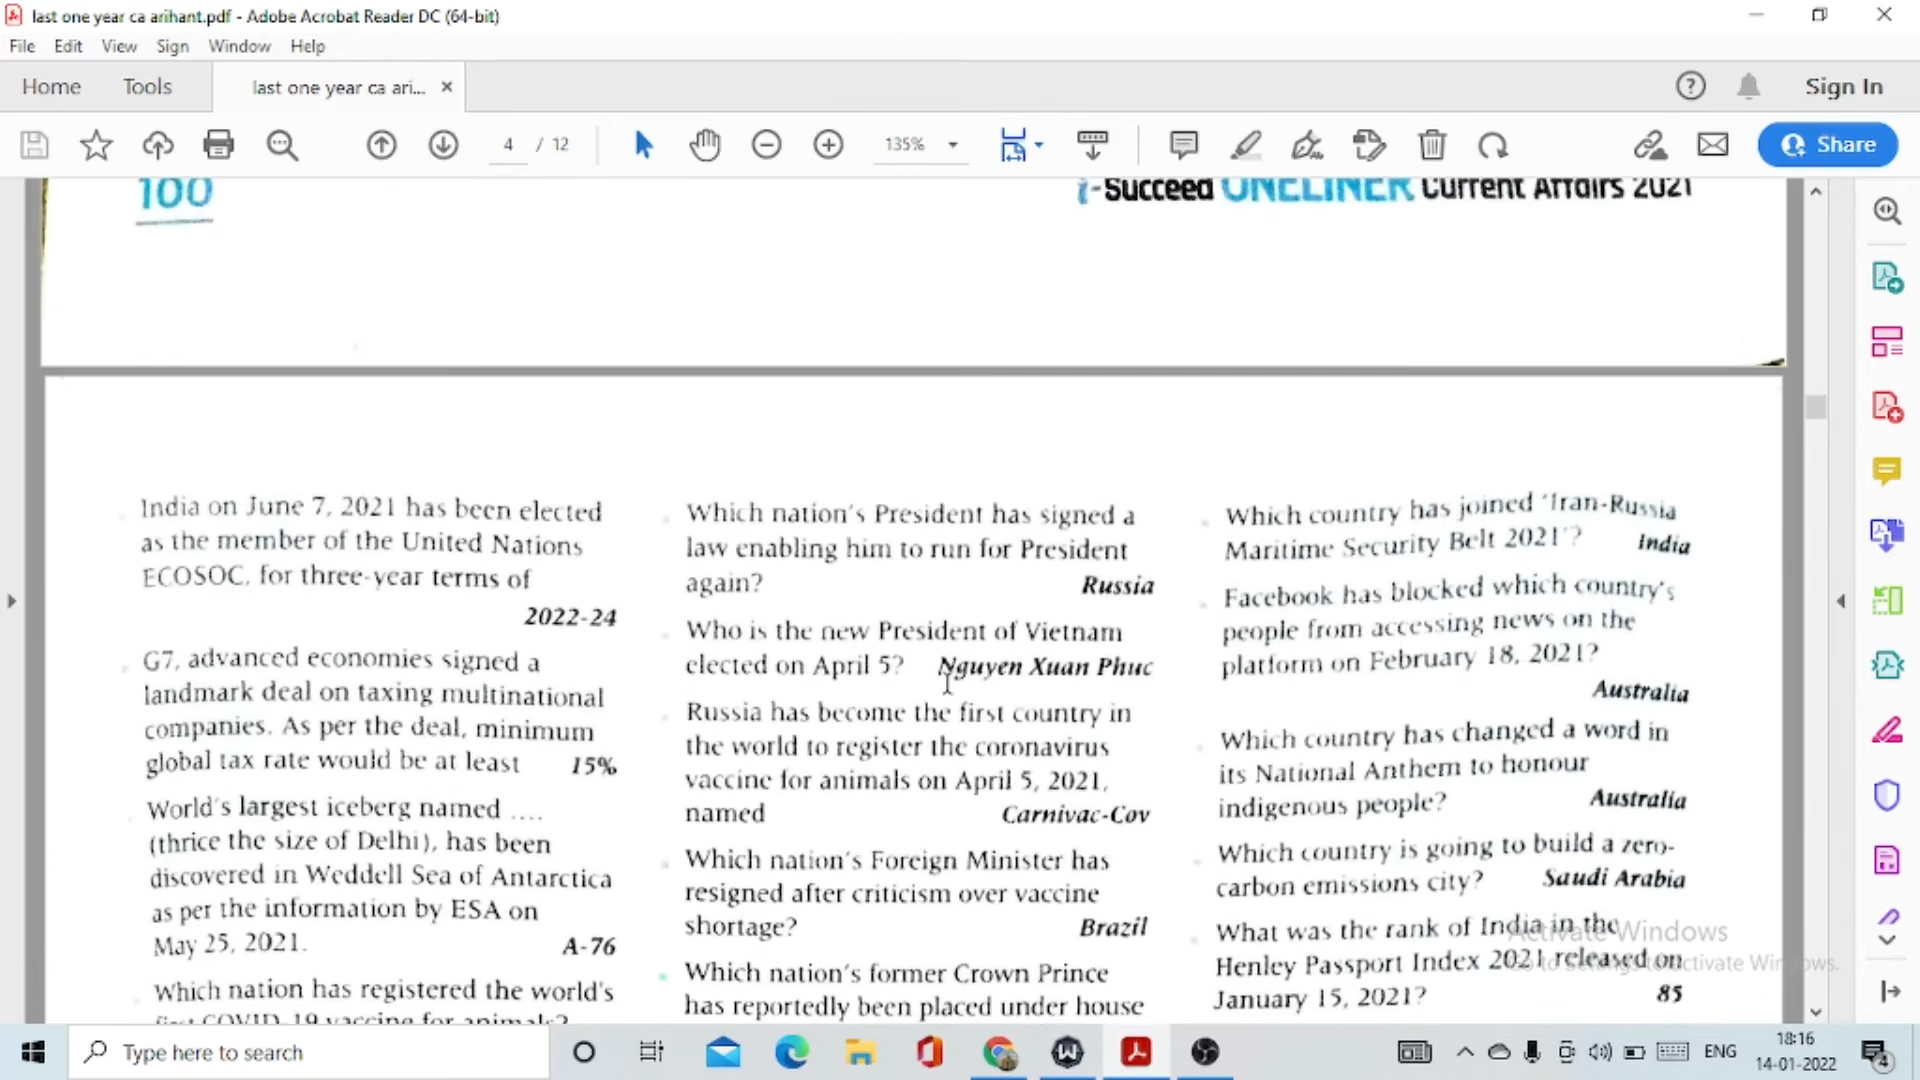 last one year ca arihant.pdf - Adobe Acrobat Reader DC (64-bit)
File Edit View Sign Window Help
Home Tools last one year ca ari... × Sign In
4 / 12 135% Share
100 i-Succeed ONELINER Current Affairs 2021
India on June 7, 2021 has been elected
as the member of the United Nations
ECOSOC, for three-year terms of
2022-24
G7, advanced economies signed a
landmark deal on taxing multinational
companies. As per the deal, minimum
global tax rate would be at least 15%
World's largest iceberg named ....
(thrice the size of Delhi), has been
discovered in Weddell Sea of Antarctica
as per the information by ESA on
May 25, 2021. A-76
Which nation has registered the world's
first COVID-19 vaccine for animals?
Which nation's President has signed a
law enabling him to run for President
again? Russia
Who is the new President of Vietnam
elected on April 5? Nguyen Xuan Phuc
Russia has become the first country in
the world to register the coronavirus
vaccine for animals on April 5, 2021,
named Carnivac-Cov
Which nation's Foreign Minister has
resigned after criticism over vaccine
shortage? Brazil
Which nation's former Crown Prince
has reportedly been placed under house
Which country has joined 'Iran-Russia
Maritime Security Belt 2021'? India
Facebook has blocked which country's
people from accessing news on the
platform on February 18, 2021?
Australia
Which country has changed a word in
its National Anthem to honour
indigenous people? Australia
Which country is going to build a zero-
carbon emissions city? Saudi Arabia
What was the rank of India in the
Henley Passport Index 2021 released on
January 15, 2021? 85
Activate Windows
Go to Settings to activate Windows.
Type here to search
ENG
18:16
14-01-2022
4